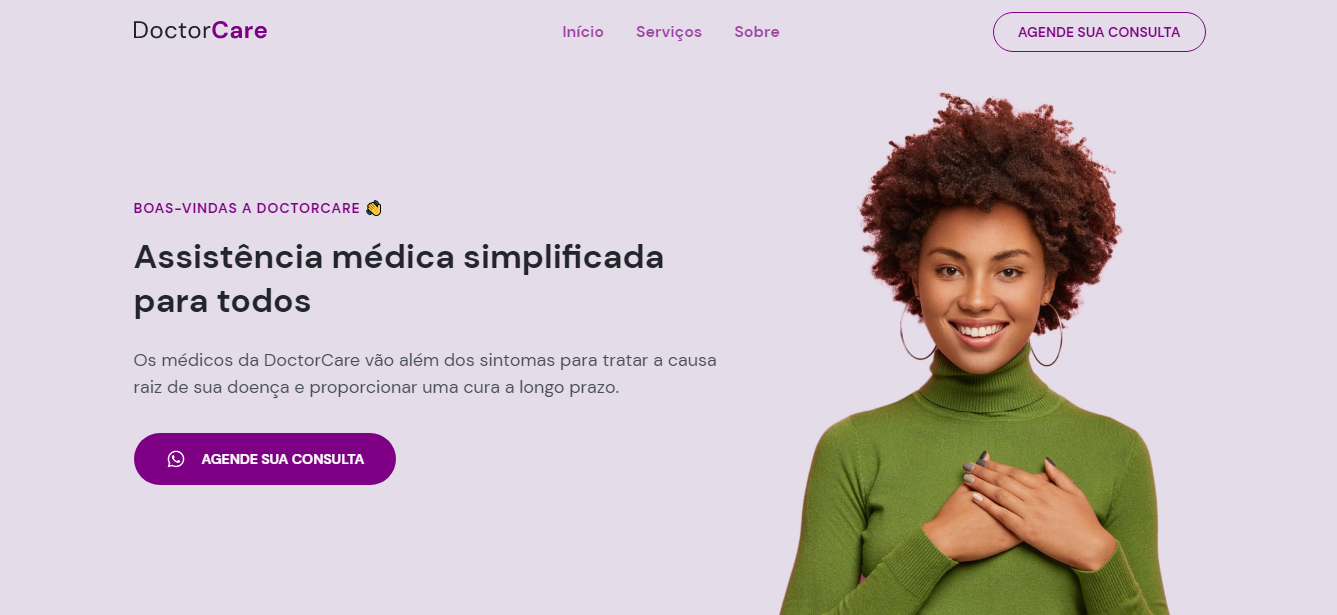 DoctorCare
Início
Serviços
Sobre
AGENDE SUA CONSULTA
BOAS-VINDAS A DOCTORCARE 👋
Assistência médica simplificada
para todos
Os médicos da DoctorCare vão além dos sintomas para tratar a causa
raiz de sua doença e proporcionar uma cura a longo prazo.
AGENDE SUA CONSULTA